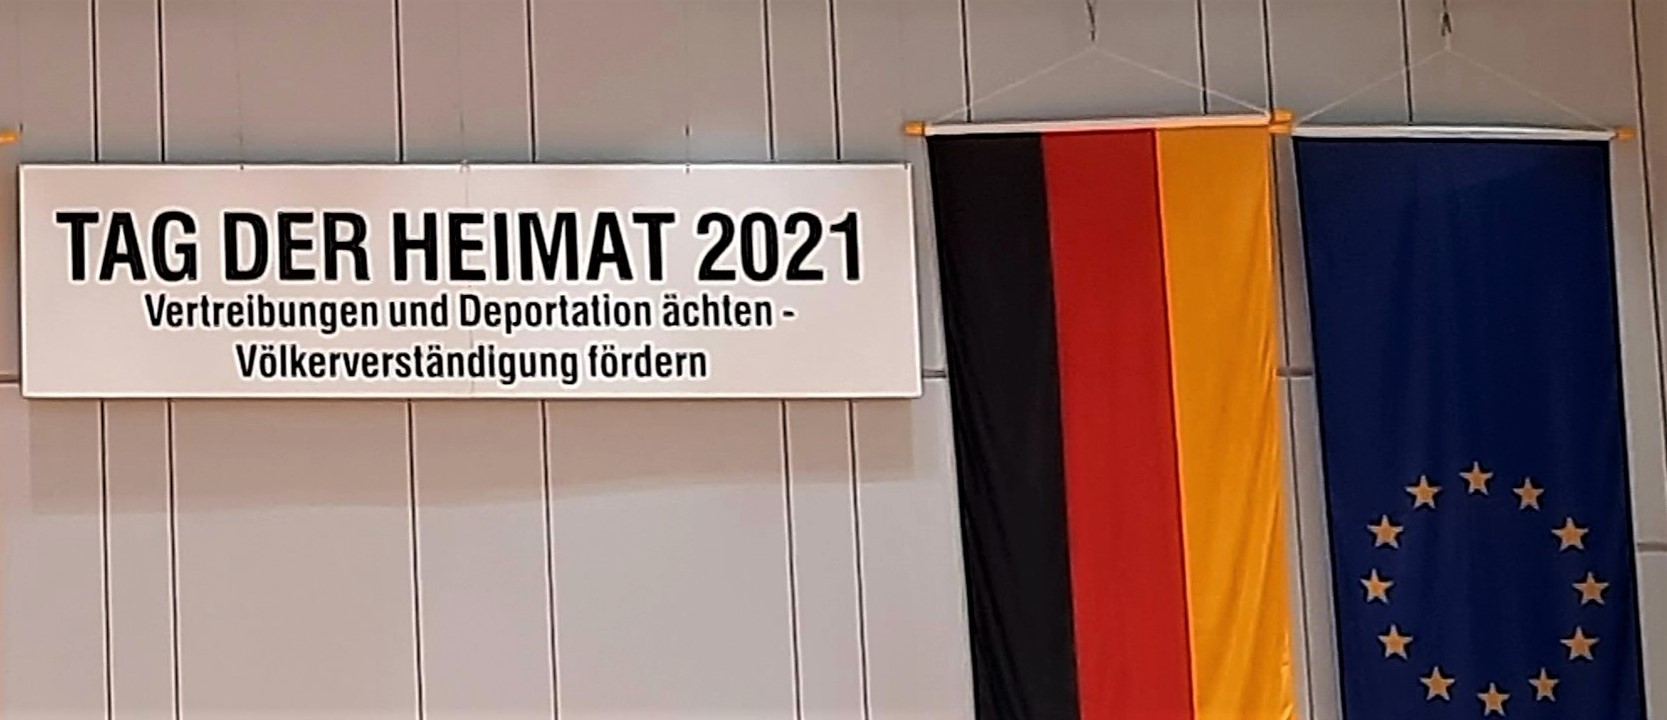 TAG DER HEIMAT 2021
Vertreibungen und Deportation ächten -
Völkerverständigung fördern